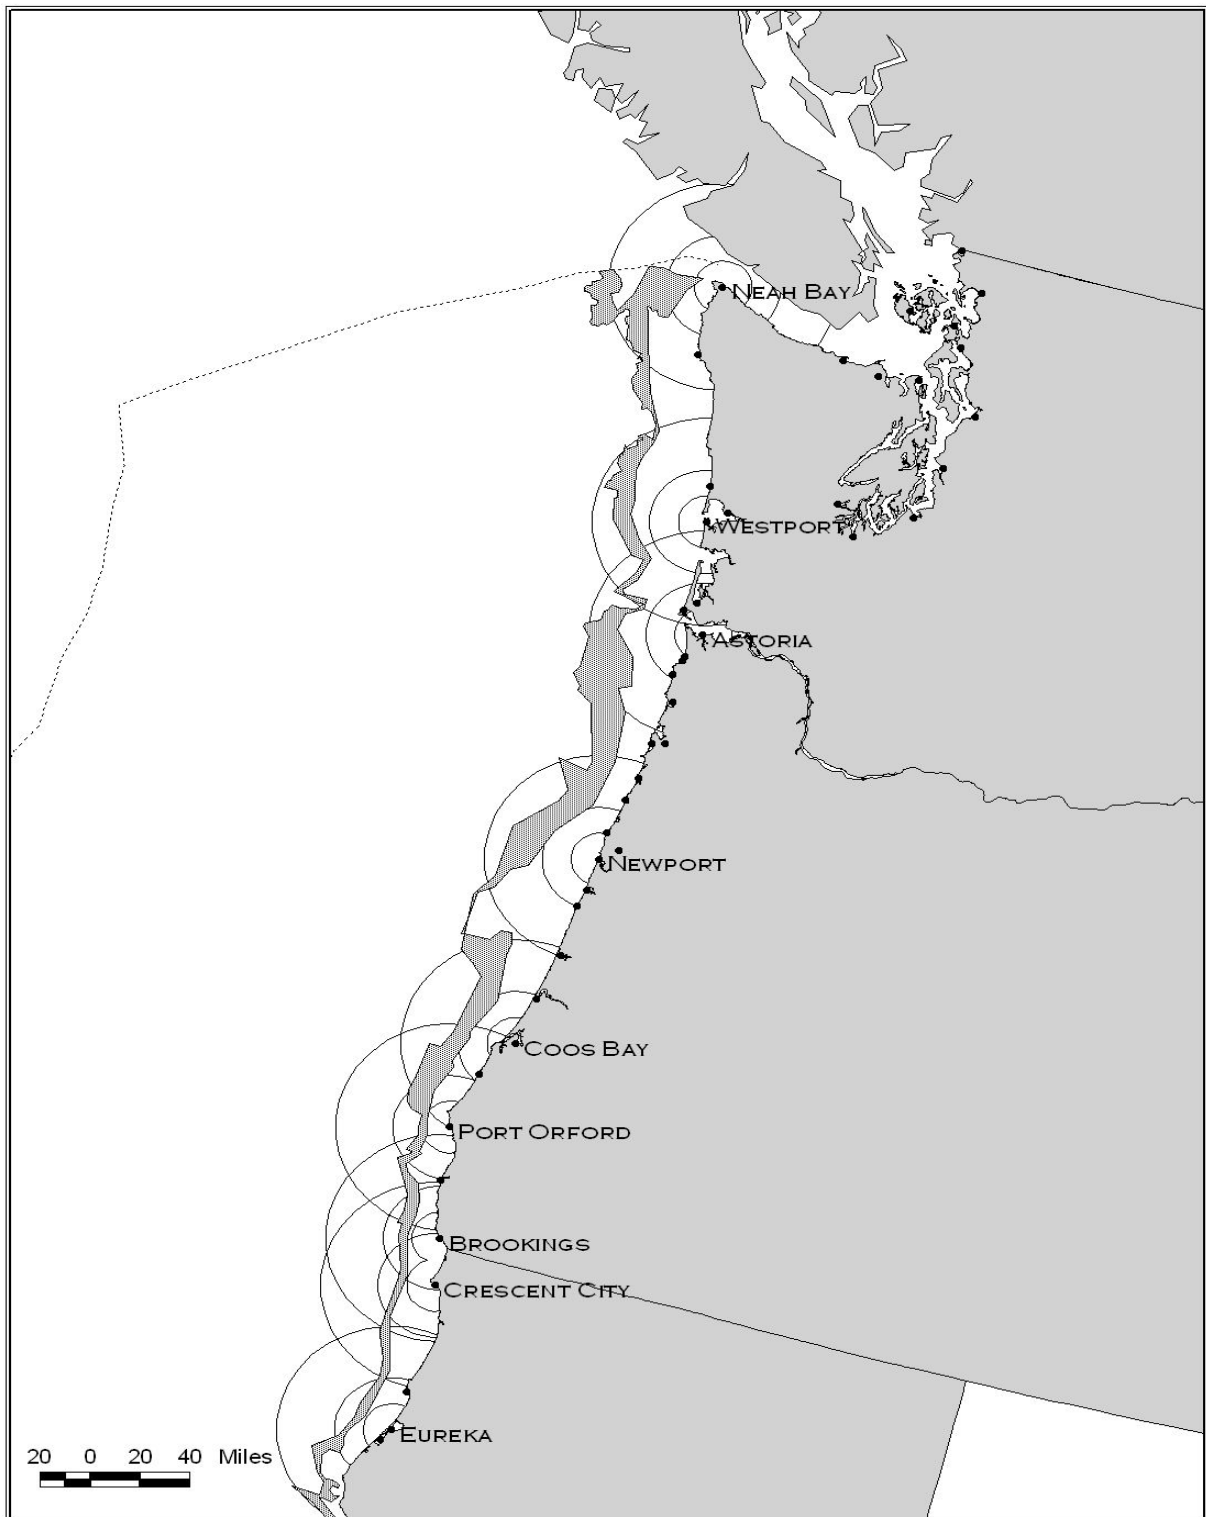 NEAH BAY
WESTPORT
ASTORIA
NEWPORT
COOS BAY
PORT ORFORD
BROOKINGS
CRESCENT CITY
EUREKA
20 0 20 40 Miles